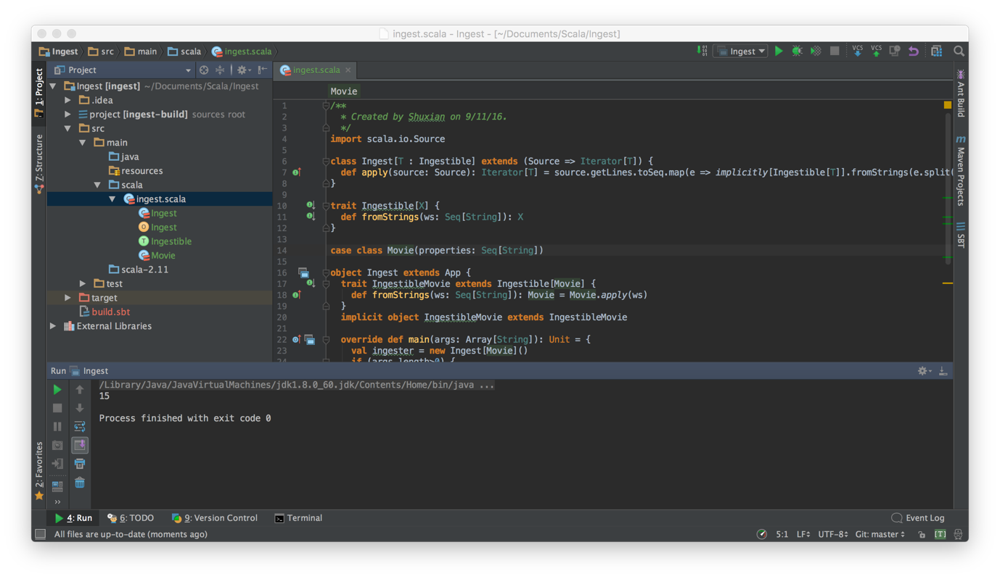 ingest.scala - Ingest - [~/Documents/Scala/Ingest]
Ingest src main scala ingest.scala
Ingest
VCS VCS
1: Project
Z: Structure
2: Favorites
Project
Ingest [ingest] ~/Documents/Scala/Ingest
.idea
project [ingest-build] sources root
src
main
java
resources
scala
ingest.scala
Ingest
Ingest
Ingestible
Movie
scala-2.11
test
target
build.sbt
External Libraries
ingest.scala
Movie
1 /**
2 * Created by Shuxian on 9/11/16.
3 */
4 import scala.io.Source
5
6 class Ingest[T : Ingestible] extends (Source => Iterator[T]) {
7 def apply(source: Source): Iterator[T] = source.getLines.toSeq.map(e => implicitly[Ingestible[T]].fromStrings(e.split(
8 }
9
10 trait Ingestible[X] {
11 def fromStrings(ws: Seq[String]): X
12 }
13
14 case class Movie(properties: Seq[String])
15
16 object Ingest extends App {
17 trait IngestibleMovie extends Ingestible[Movie] {
18 def fromStrings(ws: Seq[String]): Movie = Movie.apply(ws)
19 }
20 implicit object IngestibleMovie extends IngestibleMovie
21
22 override def main(args: Array[String]): Unit = {
23 val ingester = new Ingest[Movie]()
24 if (args.length>0) {
Ant Build
Maven Projects
SBT
Run Ingest
/Library/Java/JavaVirtualMachines/jdk1.8.0_60.jdk/Contents/Home/bin/java ...
15
Process finished with exit code 0
4: Run 6: TODO 9: Version Control Terminal Event Log
All files are up-to-date (moments ago) 5:1 LF UTF-8 Git: master [T]